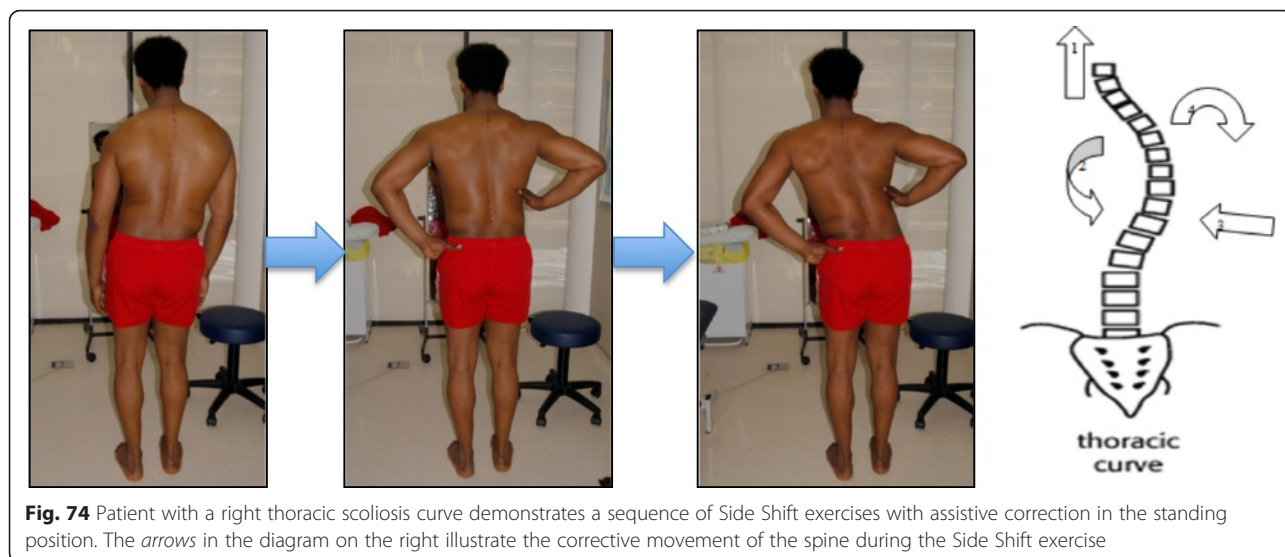 1
4
2
3
thoracic
curve
Fig. 74 Patient with a right thoracic scoliosis curve demonstrates a sequence of Side Shift exercises with assistive correction in the standing
position. The arrows in the diagram on the right illustrate the corrective movement of the spine during the Side Shift exercise